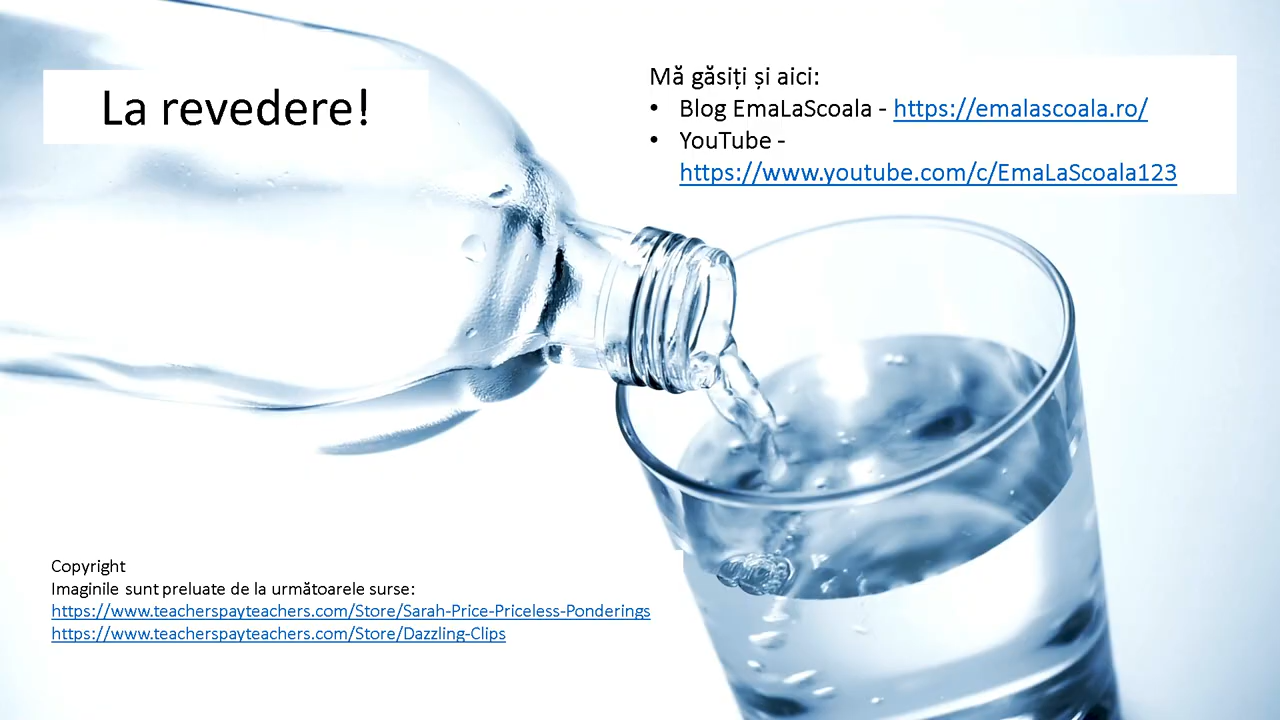 La revedere!
Mă găsiți și aici:
• Blog EmaLaScoala - https://emalascoala.ro/
• YouTube -
https://www.youtube.com/c/EmaLaScoala123
Copyright
Imaginile sunt preluate de la următoarele surse:
https://www.teacherspayteachers.com/Store/Sarah-Price-Priceless-Ponderings
https://www.teacherspayteachers.com/Store/Dazzling-Clips